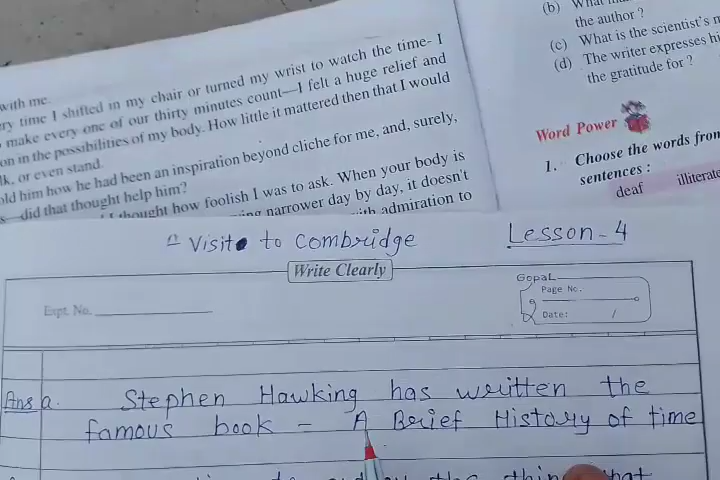 with me.
time I shifted in my chair or turned my wrist to watch the time- I
make every one of our thirty minutes count—I felt a huge relief and
on in the possibilities of my body. How little it mattered then that I would
or even stand.
him how he had been an inspiration beyond cliche for me, and, surely,
did that thought help him?
thought how foolish I was to ask. When your body is
narrower day by day, it doesn't
with admiration to
(b)
the author ?
(c) What is the scientist's
(d) The writer expresses
the gratitude for ?
Word Power
1. Choose the words from
sentences :
deaf illiterate
Visit to Combridge Lesson-4
Write Clearly
Expt. No.
Gopal
Page No.
Date: /
Ans a. Stephen Hawking has written the
famous book - A Brief History of time
the